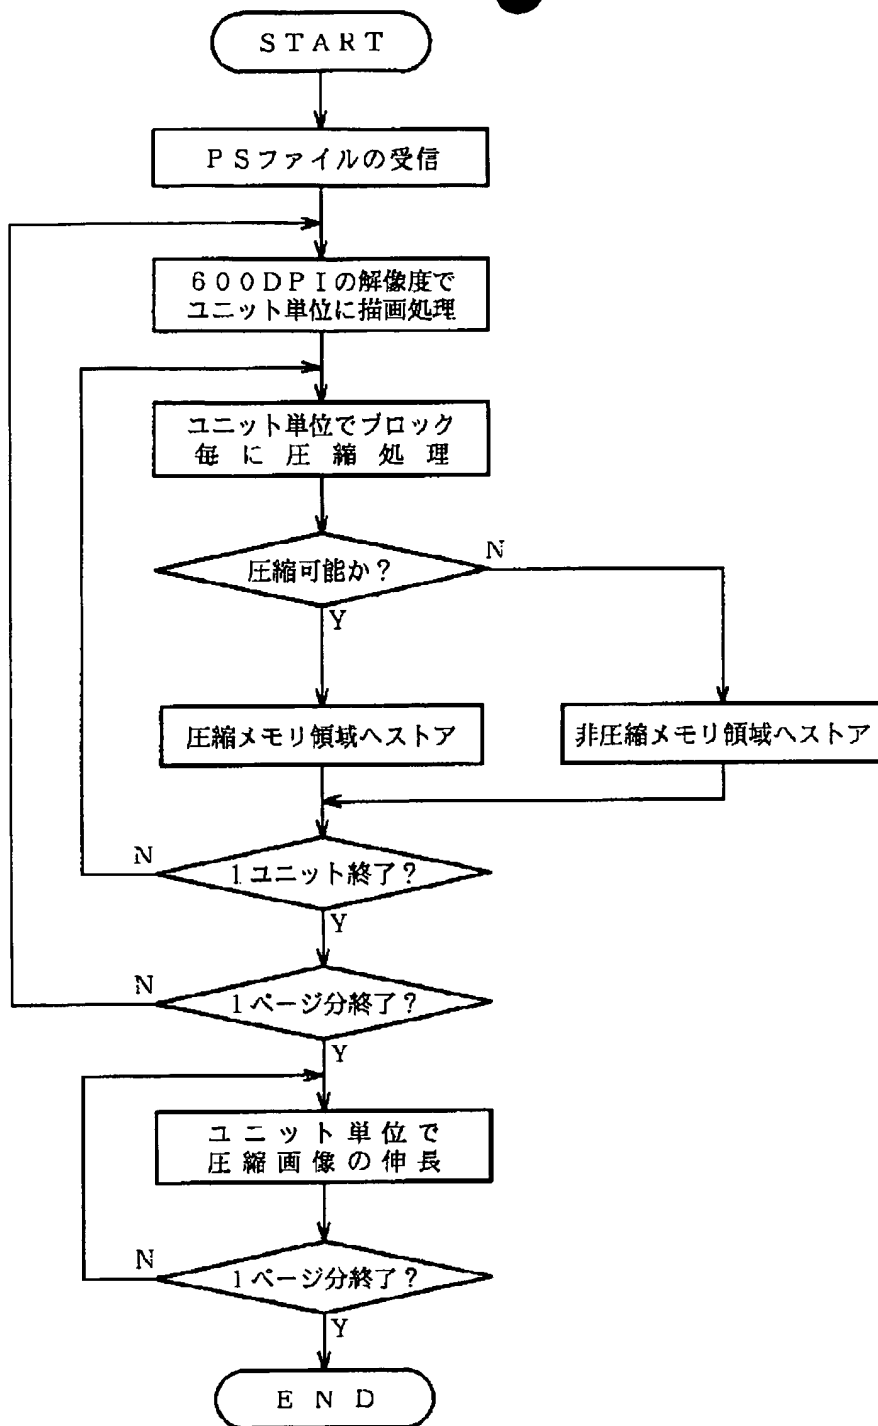 START
PSファイルの受信
600DPIの解像度で
ユニット単位に描画処理
ユニット単位でブロック
毎に圧縮処理
圧縮可能か？
N
Y
圧縮メモリ領域へストア
非圧縮メモリ領域へストア
N
1ユニット終了？
Y
N
1ページ分終了？
Y
ユニット単位で
圧縮画像の伸長
N
1ページ分終了？
Y
END